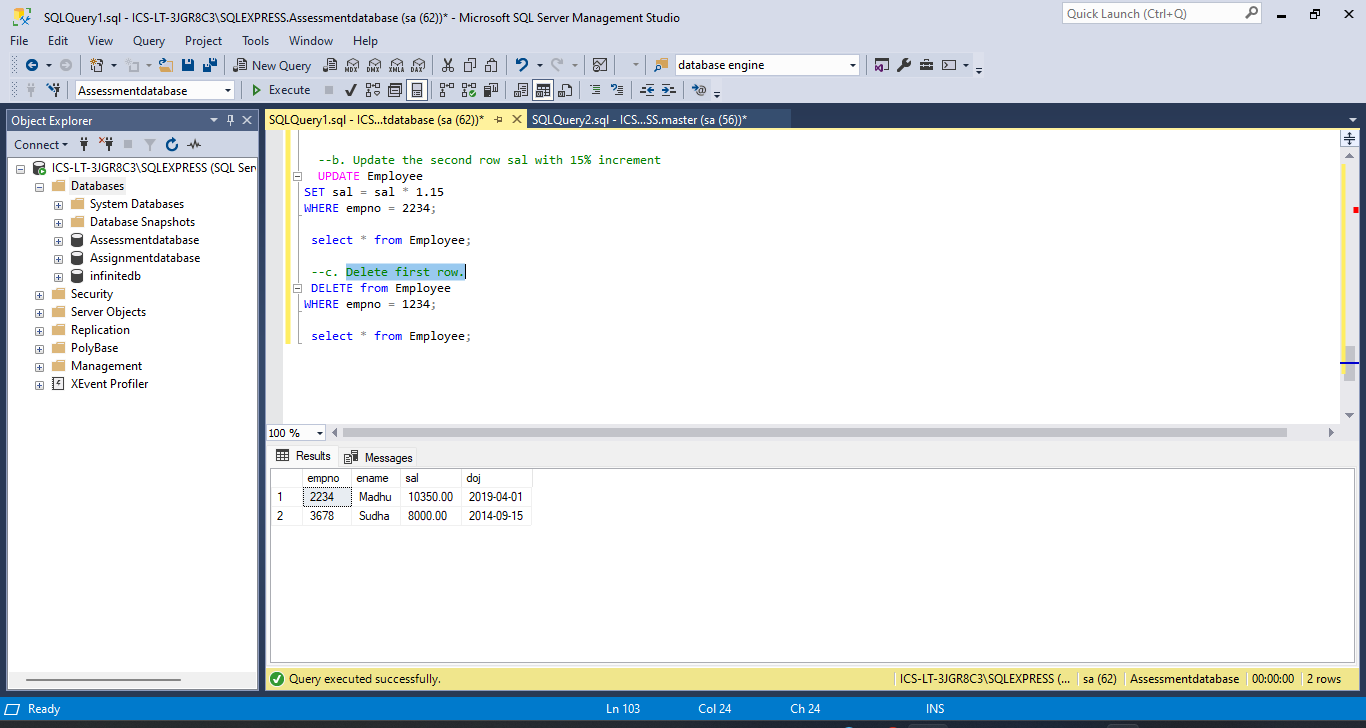 SQLQuery1.sql - ICS-LT-3JGR8C3\SQLEXPRESS.Assessmentdatabase (sa (62))* - Microsoft SQL Server Management Studio
Quick Launch (Ctrl+Q)
File Edit View Query Project Tools Window Help
New Query MDX DMX XMLA DAX database engine
Assessmentdatabase Execute
Object Explorer
Connect
ICS-LT-3JGR8C3\SQLEXPRESS (SQL Ser
Databases
System Databases
Database Snapshots
Assessmentdatabase
Assignmentdatabase
infinitedb
Security
Server Objects
Replication
PolyBase
Management
XEvent Profiler
SQLQuery1.sql - ICS...tdatabase (sa (62))* SQLQuery2.sql - ICS...SS.master (sa (56))*
--b. Update the second row sal with 15% increment
UPDATE Employee
SET sal = sal * 1.15
WHERE empno = 2234;
select * from Employee;
--c. Delete first row.
DELETE from Employee
WHERE empno = 1234;
select * from Employee;
100 %
Results Messages
empno ename sal doj
1 2234 Madhu 10350.00 2019-04-01
2 3678 Sudha 8000.00 2014-09-15
Query executed successfully. ICS-LT-3JGR8C3\SQLEXPRESS (... sa (62) Assessmentdatabase 00:00:00 2 rows
Ready Ln 103 Col 24 Ch 24 INS